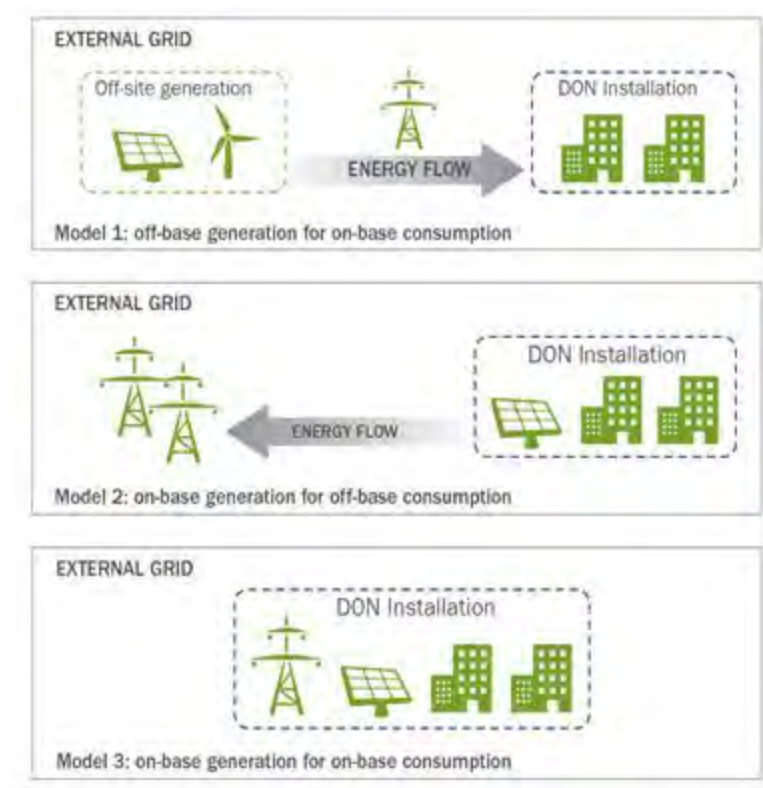 EXTERNAL GRID
Off-site generation
DON Installation
ENERGY FLOW
Model 1: off-base generation for on-base consumption
EXTERNAL GRID
DON Installation
ENERGY FLOW
Model 2: on-base generation for off-base consumption
EXTERNAL GRID
DON Installation
Model 3: on-base generation for on-base consumption